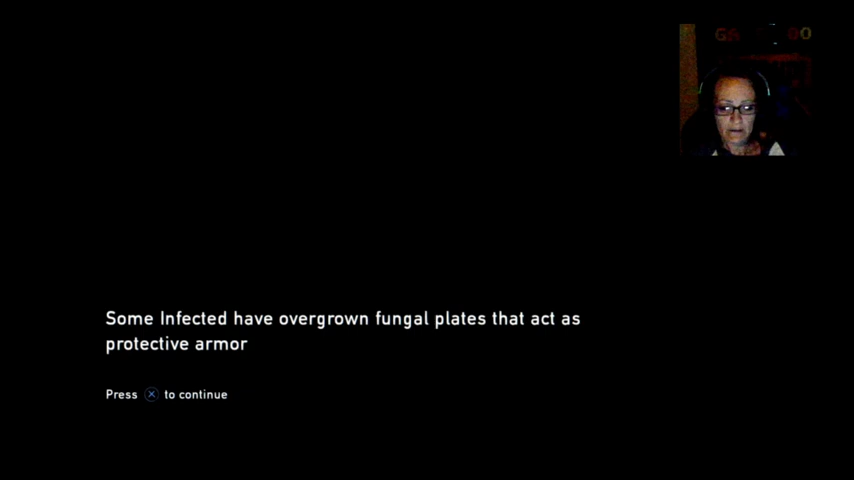 Some Infected have overgrown fungal plates that act as
protective armor
Press ⓧ to continue